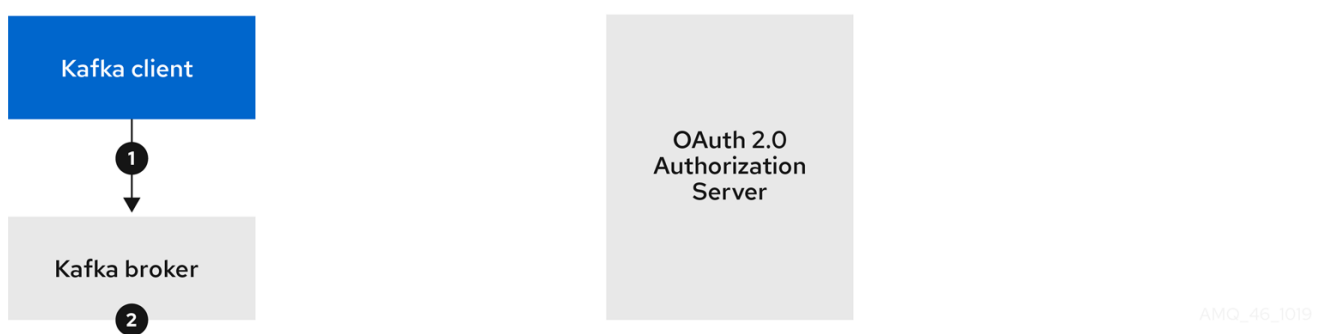 Kafka client
1
Kafka broker
2
OAuth 2.0
Authorization
Server
AMQ_46_1019